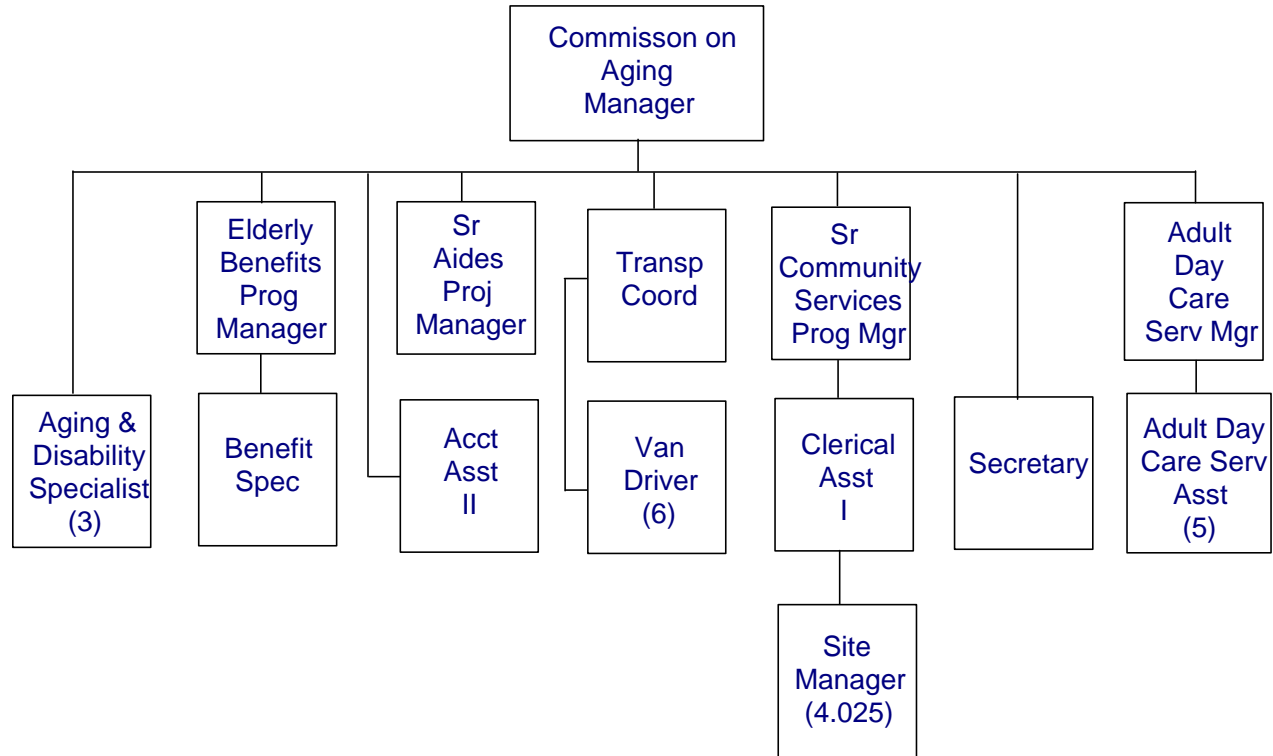 Commisson on
Aging
Manager
Elderly
Benefits
Prog
Manager
Sr
Aides
Proj
Manager
Transp
Coord
Sr
Community
Services
Prog Mgr
Adult
Day
Care
Serv Mgr
Aging &
Disability
Specialist
(3)
Benefit
Spec
Acct
Asst
II
Van
Driver
(6)
Clerical
Asst
I
Secretary
Adult Day
Care Serv
Asst
(5)
Site
Manager
(4.025)